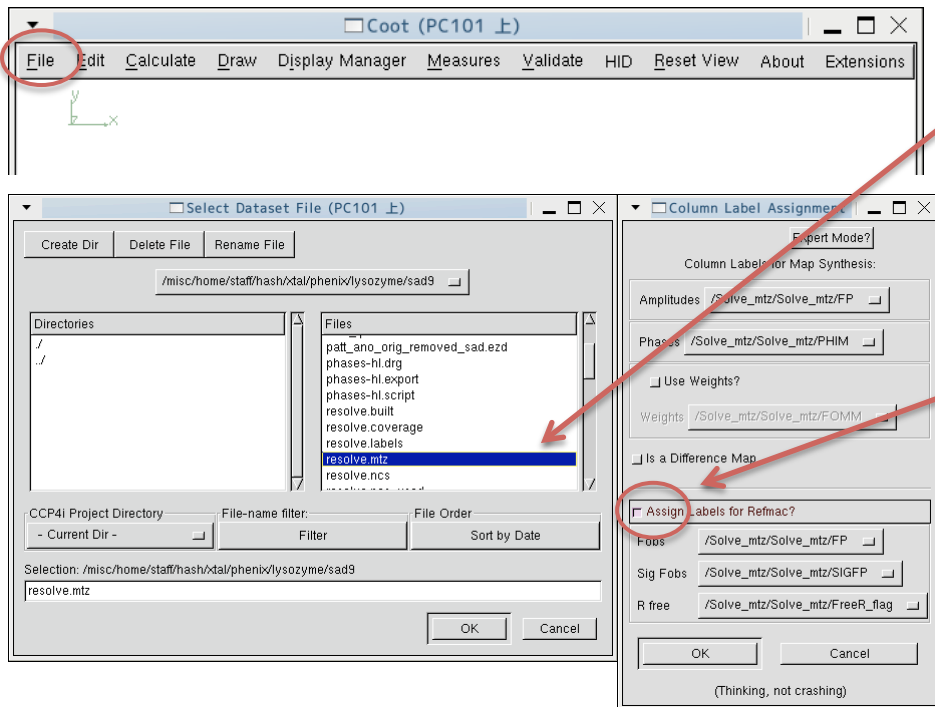 Coot (PC101 上)
File Edit Calculate Draw Display Manager Measures Validate HID Reset View About Extensions
y
z x
Select Dataset File (PC101 上)
Create Dir Delete File Rename File
/misc/home/staff/hash/xtal/phenix/lysozyme/sad9
Directories
./
../
Files
patt_ano_orig_removed_sad.ezd
phases-hl.drg
phases-hl.export
phases-hl.script
resolve.built
resolve.coverage
resolve.labels
resolve.mtz
resolve.ncs
CCP4i Project Directory
- Current Dir -
File-name filter:
Filter
File Order
Sort by Date
Selection: /misc/home/staff/hash/xtal/phenix/lysozyme/sad9
resolve.mtz
OK Cancel
Column Label Assignment
Expert Mode?
Column Labels for Map Synthesis:
Amplitudes /Solve_mtz/Solve_mtz/FP
Phases /Solve_mtz/Solve_mtz/PHIM
Use Weights?
Weights /Solve_mtz/Solve_mtz/FOMM
Is a Difference Map
Assign Labels for Refmac?
Fobs /Solve_mtz/Solve_mtz/FP
Sig Fobs /Solve_mtz/Solve_mtz/SIGFP
R free /Solve_mtz/Solve_mtz/FreeR_flag
OK Cancel
(Thinking, not crashing)